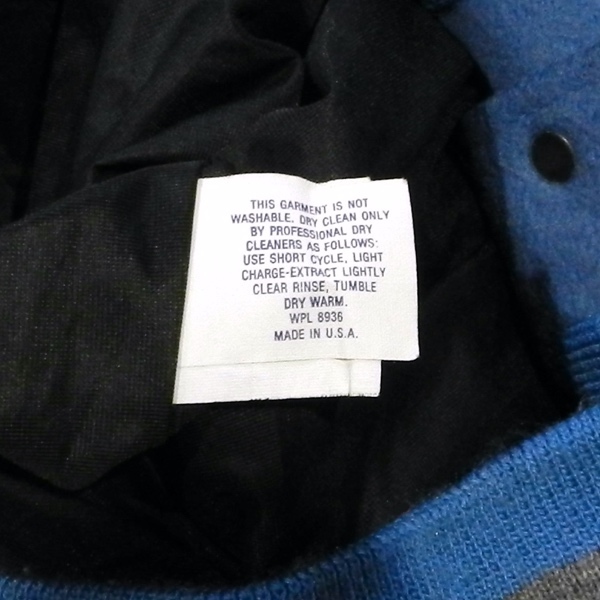 THIS GARMENT IS NOT
WASHABLE. DRY CLEAN ONLY
BY PROFESSIONAL DRY
CLEANERS AS FOLLOWS:
USE SHORT CYCLE, LIGHT
CHARGE-EXTRACT LIGHTLY
CLEAR RINSE, TUMBLE
DRY WARM.
WPL 8936
MADE IN U.S.A.